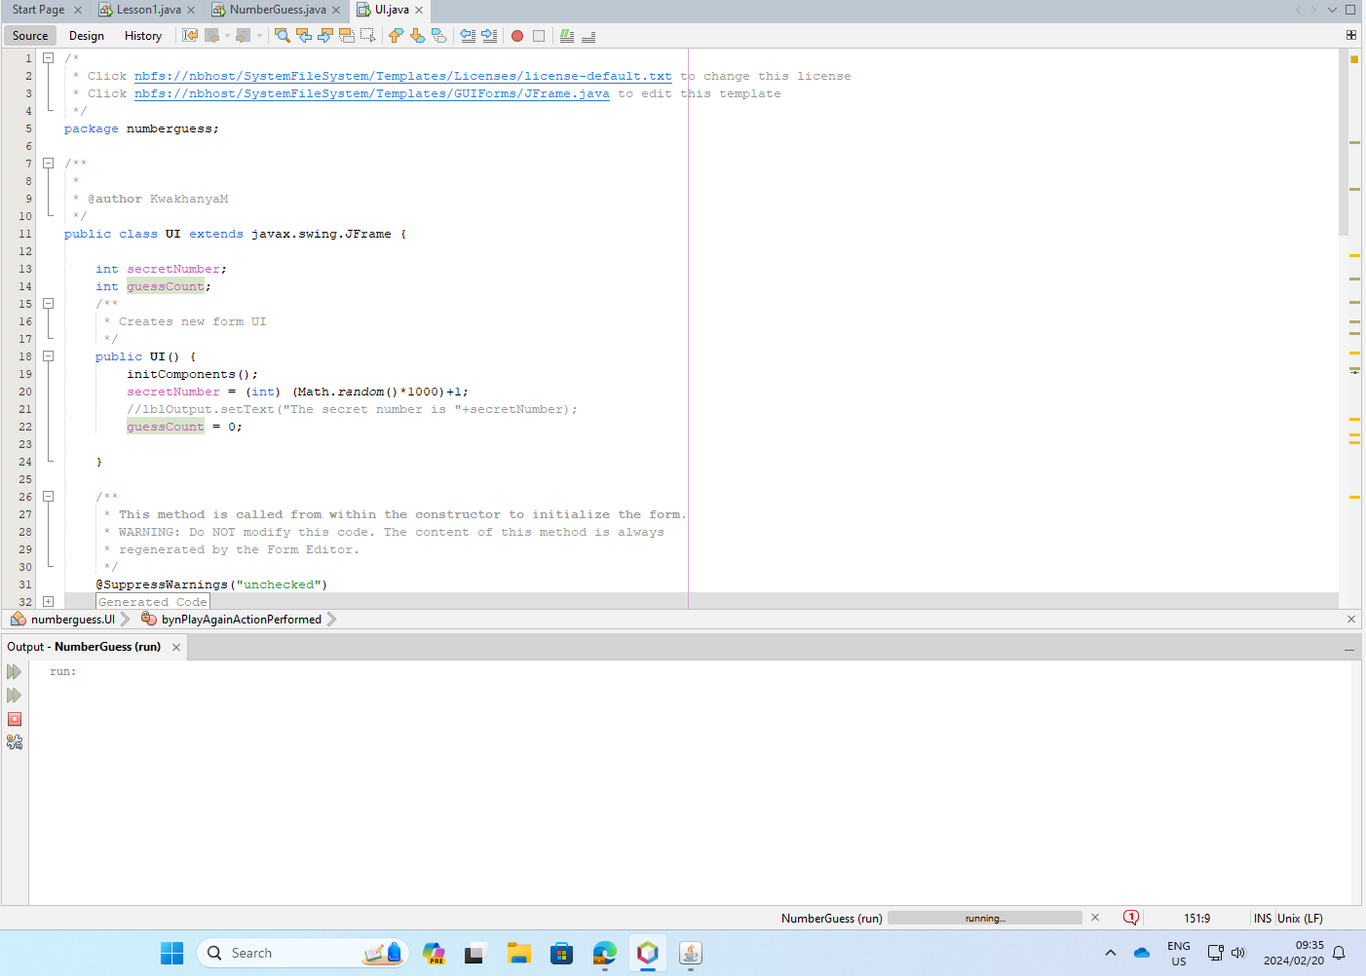 Start Page
Lesson1.java
NumberGuess.java
UI.java
Source Design History
1 /*
2 * Click nbfs://nbhost/SystemFileSystem/Templates/Licenses/license-default.txt to change this license
3 * Click nbfs://nbhost/SystemFileSystem/Templates/GUIForms/JFrame.java to edit this template
4 */
5 package numberguess;
6
7 /**
8 *
9 * @author KwakhanyaM
10 */
11 public class UI extends javax.swing.JFrame {
12
13 int secretNumber;
14 int guessCount;
15 /**
16 * Creates new form UI
17 */
18 public UI() {
19 initComponents();
20 secretNumber = (int) (Math.random()*1000)+1;
21 //lblOutput.setText("The secret number is "+secretNumber);
22 guessCount = 0;
23
24 }
25
26 /**
27 * This method is called from within the constructor to initialize the form.
28 * WARNING: Do NOT modify this code. The content of this method is always
29 * regenerated by the Form Editor.
30 */
31 @SuppressWarnings("unchecked")
32 Generated Code
numberguess.UI bynPlayAgainActionPerformed
Output - NumberGuess (run)
run:
NumberGuess (run) running... 1 151:9 INS Unix (LF)
Search
PRE
ENG
US
09:35
2024/02/20